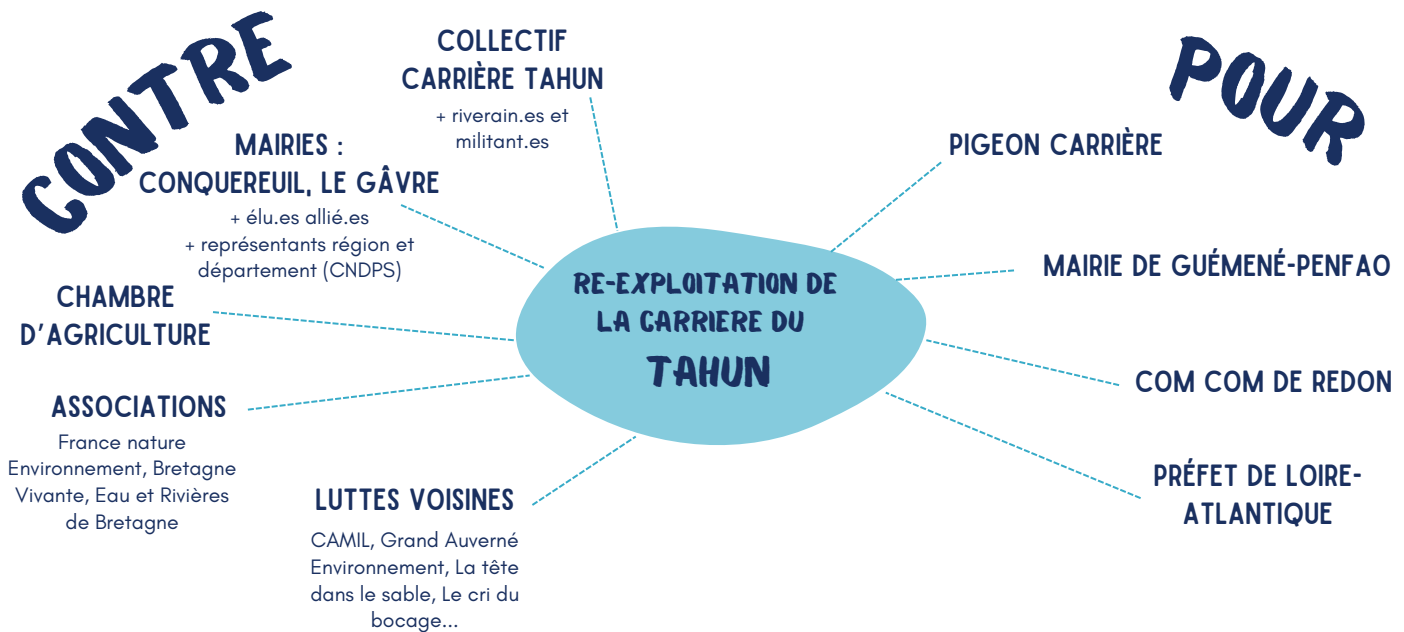 CONTRE
COLLECTIF
CARRIÈRE TAHUN
+ riverain.es et
militant.es
MAIRIES :
CONQUEREUIL, LE GÂVRE
+ élu.es allié.es
+ représentants région et
département (CNDPS)
CHAMBRE
D'AGRICULTURE
ASSOCIATIONS
France nature
Environnement, Bretagne
Vivante, Eau et Rivières
de Bretagne
LUTTES VOISINES
CAMIL, Grand Auverné
Environnement, La tête
dans le sable, Le cri du
bocage...
RE-EXPLOITATION DE
LA CARRIERE DU
TAHUN
POUR
PIGEON CARRIÈRE
MAIRIE DE GUÉMENÉ-PENFAO
COM COM DE REDON
PRÉFET DE LOIRE-
ATLANTIQUE